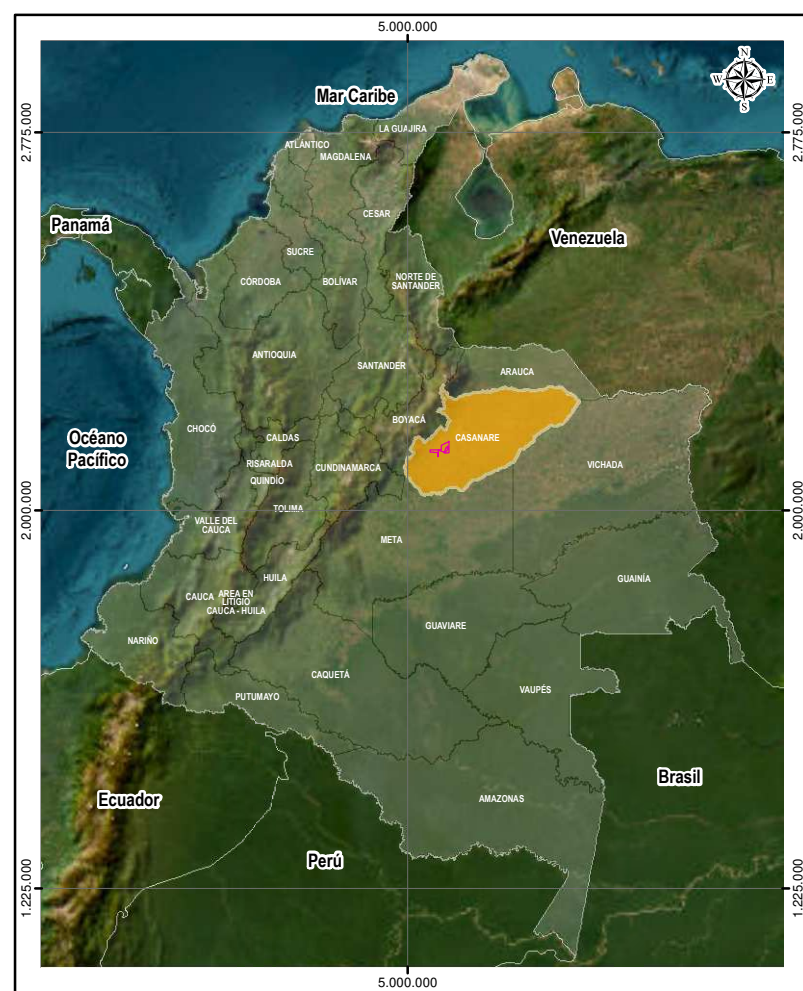 5.000.000
N
W
E
S
Mar Caribe
2.775.000
2.775.000
LA GUAJIRA
ATLÁNTICO
MAGDALENA
CESAR
Panamá
Venezuela
SUCRE
CÓRDOBA
BOLÍVAR
NORTE DE
SANTANDER
ANTIOQUIA
SANTANDER
ARAUCA
CHOCÓ
BOYACÁ
Océano
Pacífico
CALDAS
CASANARE
RISARALDA
CUNDINAMARCA
VICHADA
QUINDÍO
2.000.000
2.000.000
TOLIMA
VALLE DEL
CAUCA
META
HUILA
GUAINÍA
CAUCA
AREA EN
LITIGIO
CAUCA - HUILA
GUAVIARE
NARIÑO
CAQUETÁ
VAUPÉS
PUTUMAYO
Brasil
Ecuador
AMAZONAS
Perú
1.225.000
1.225.000
5.000.000